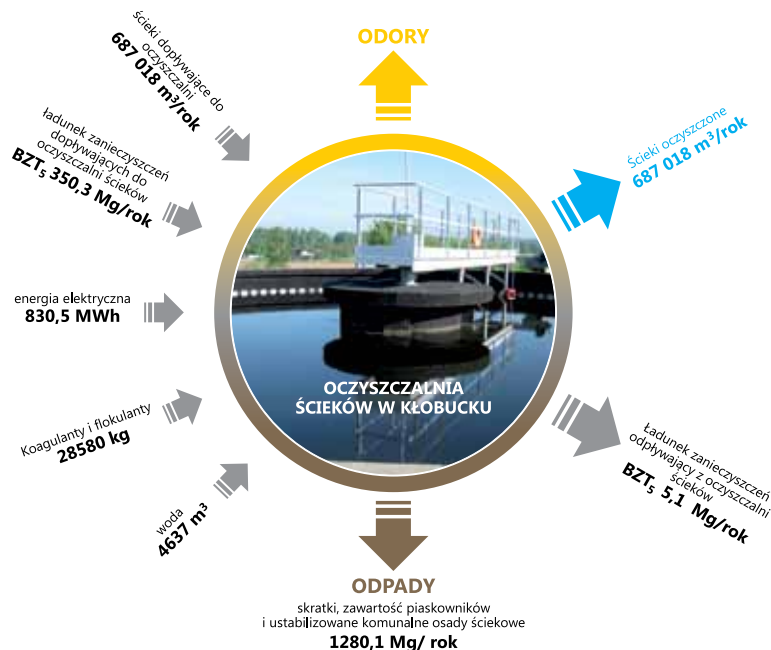 ODORY
ścieki dopływające do
oczyszczalni
687 018 m³/rok
ładunek zanieczyszczeń
dopływających do
oczyszczalni ścieków
BZT₅ 350,3 Mg/rok
energia elektryczna
830,5 MWh
Koagulanty i flokulanty
28580 kg
woda
4637 m³
OCZYSZCZALNIA
ŚCIEKÓW W KŁOBUCKU
Ścieki oczyszczone
687 018 m³/rok
Ładunek zanieczyszczeń
odpływający z oczyszczalni
ścieków
BZT₅ 5,1 Mg/rok
ODPADY
skratki, zawartość piaskowników
i ustabilizowane komunalne osady ściekowe
1280,1 Mg/ rok